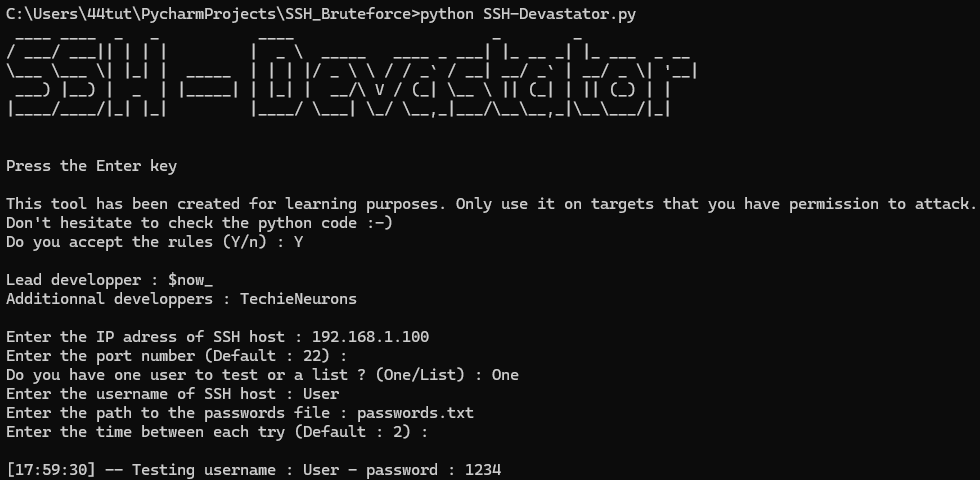 C:\Users\44tut\PycharmProjects\SSH_Bruteforce>python SSH-Devastator.py
SSH - Devastator
Press the Enter key
This tool has been created for learning purposes. Only use it on targets that you have permission to attack.
Don't hesitate to check the python code :-)
Do you accept the rules (Y/n) : Y
Lead developper : $now_
Additionnal developpers : TechieNeurons
Enter the IP adress of SSH host : 192.168.1.100
Enter the port number (Default : 22) :
Do you have one user to test or a list ? (One/List) : One
Enter the username of SSH host : User
Enter the path to the passwords file : passwords.txt
Enter the time between each try (Default : 2) :
[17:59:30] -- Testing username : User - password : 1234